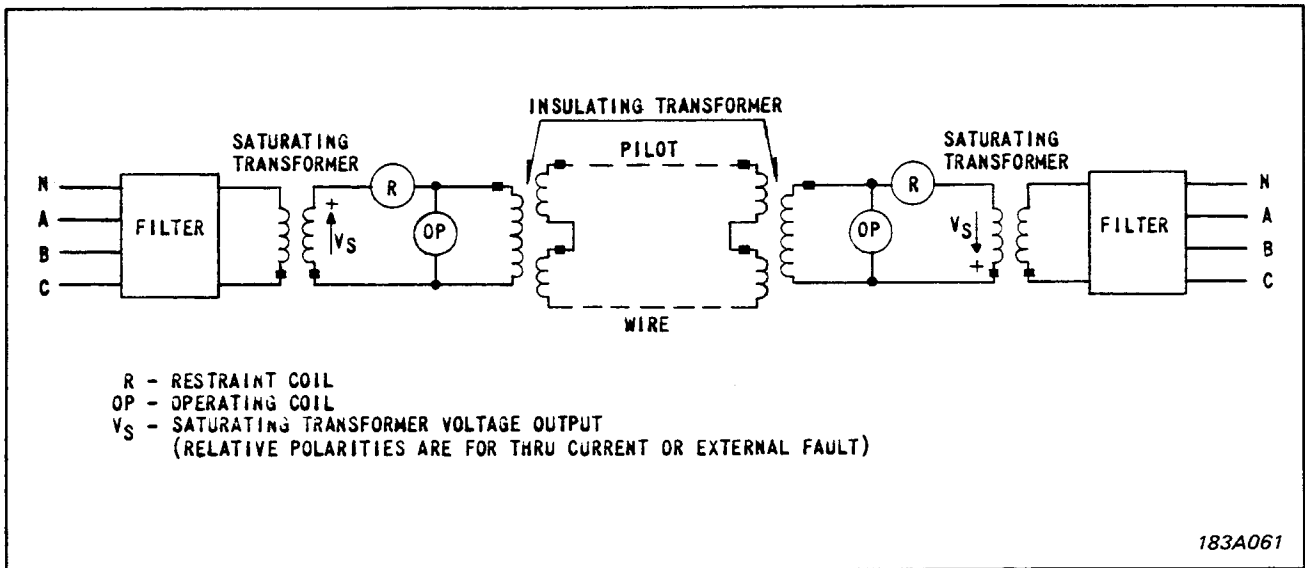 INSULATING TRANSFORMER
SATURATING
TRANSFORMER
PILOT
SATURATING
TRANSFORMER
N
A
B
C
FILTER
+
VS
R
OP
WIRE
OP
R
VS
+
FILTER
N
A
B
C
R - RESTRAINT COIL
OP - OPERATING COIL
VS - SATURATING TRANSFORMER VOLTAGE OUTPUT
(RELATIVE POLARITIES ARE FOR THRU CURRENT OR EXTERNAL FAULT)
183A061